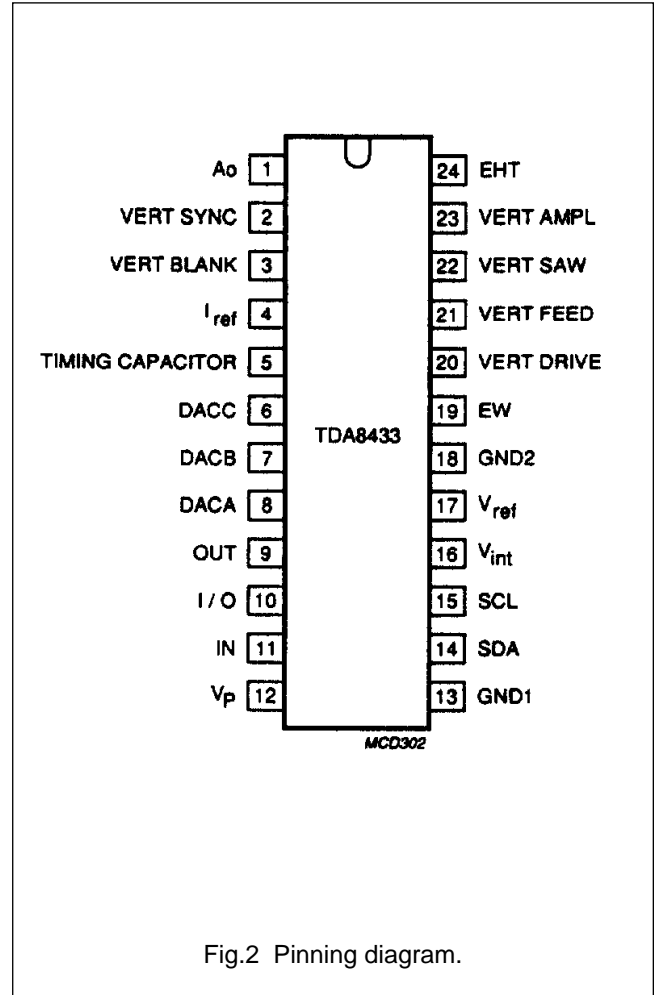 Ao 1 24 EHT
VERT SYNC 2 23 VERT AMPL
VERT BLANK 3 22 VERT SAW
Iref 4 21 VERT FEED
TIMING CAPACITOR 5 20 VERT DRIVE
DACC 6 19 EW
TDA8433
DACB 7 18 GND2
DACA 8 17 Vref
OUT 9 16 Vint
I / O 10 15 SCL
IN 11 14 SDA
VP 12 13 GND1
MCD302
Fig.2 Pinning diagram.